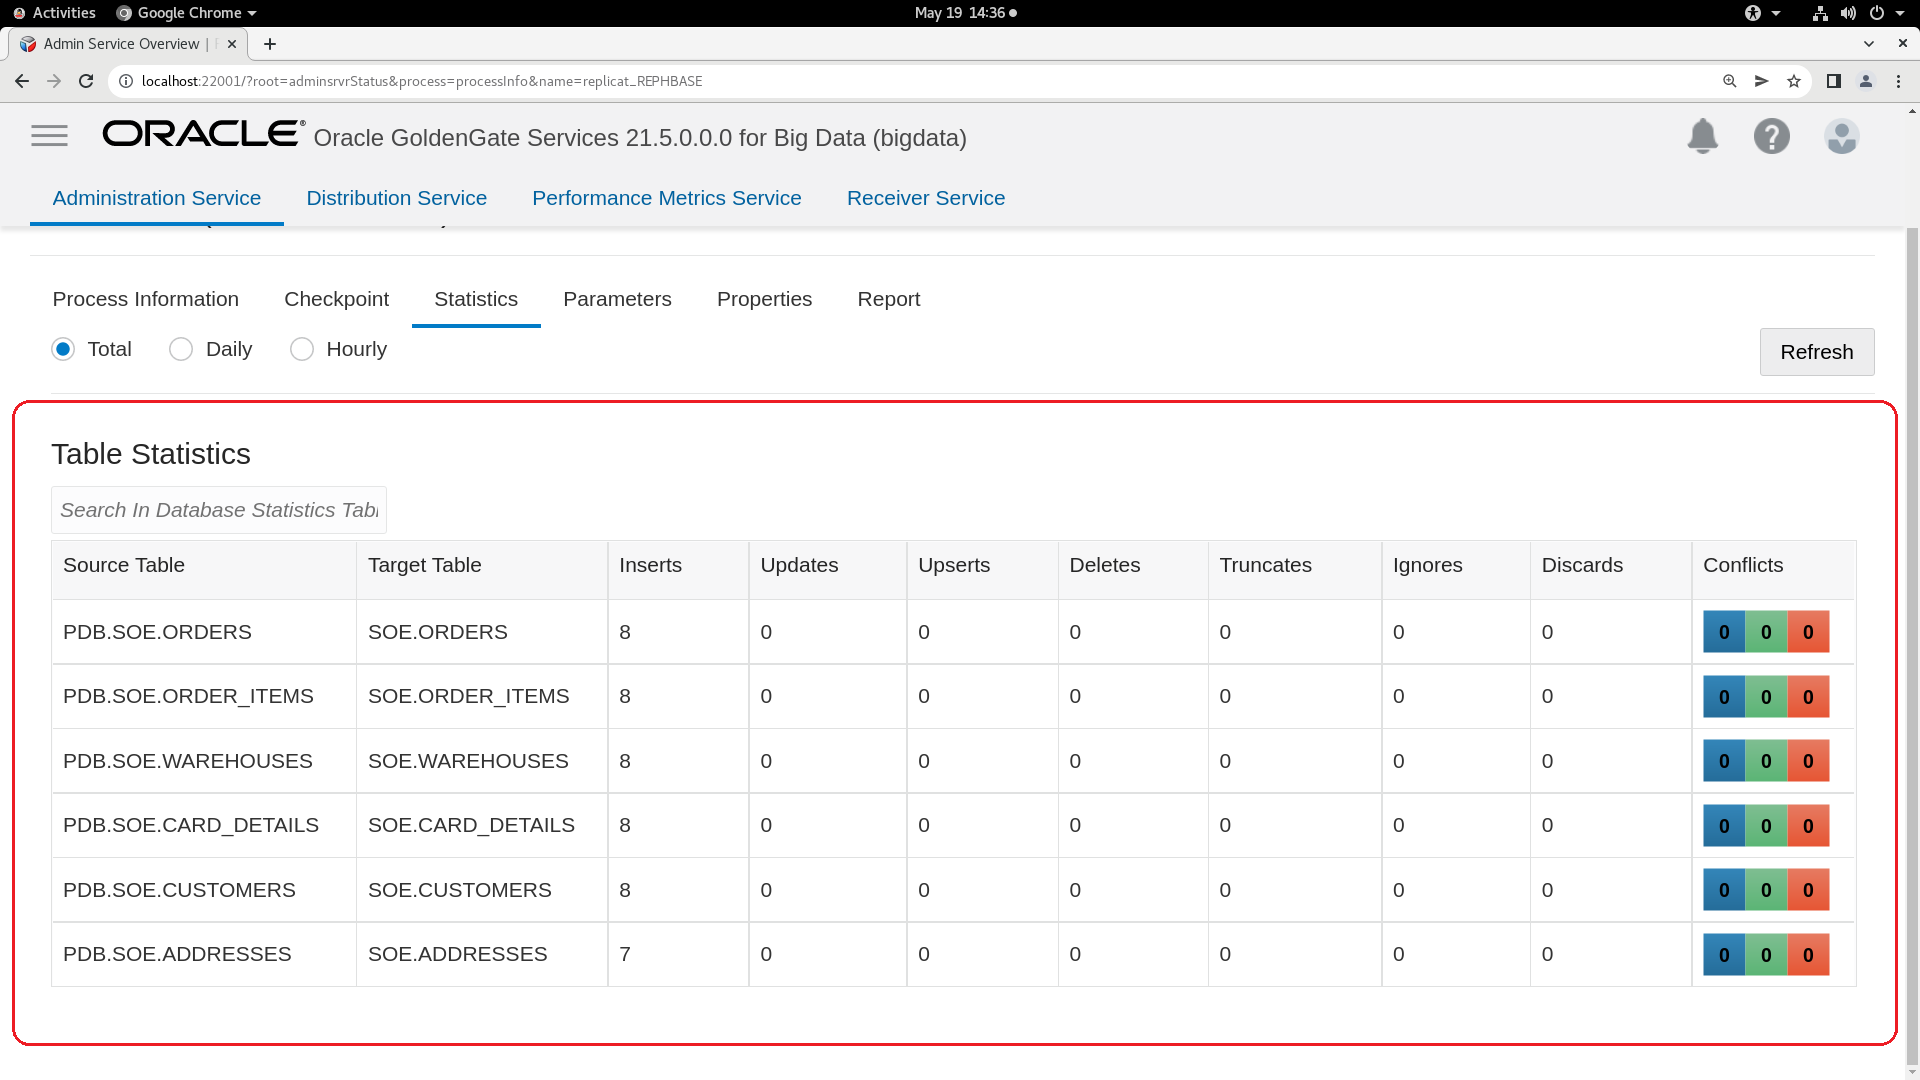 Activities Google Chrome May 19 14:36
Admin Service Overview |
localhost:22001/?root=adminsrvrStatus&process=processInfo&name=replicat_REPHBASE
ORACLE® Oracle GoldenGate Services 21.5.0.0.0 for Big Data (bigdata)
Administration Service Distribution Service Performance Metrics Service Receiver Service
Process Information Checkpoint Statistics Parameters Properties Report
Total Daily Hourly
Refresh
Table Statistics
Search In Database Statistics Tabl
Source Table Target Table Inserts Updates Upserts Deletes Truncates Ignores Discards Conflicts
PDB.SOE.ORDERS SOE.ORDERS 8 0 0 0 0 0 0 0 0 0
PDB.SOE.ORDER_ITEMS SOE.ORDER_ITEMS 8 0 0 0 0 0 0 0 0 0
PDB.SOE.WAREHOUSES SOE.WAREHOUSES 8 0 0 0 0 0 0 0 0 0
PDB.SOE.CARD_DETAILS SOE.CARD_DETAILS 8 0 0 0 0 0 0 0 0 0
PDB.SOE.CUSTOMERS SOE.CUSTOMERS 8 0 0 0 0 0 0 0 0 0
PDB.SOE.ADDRESSES SOE.ADDRESSES 7 0 0 0 0 0 0 0 0 0